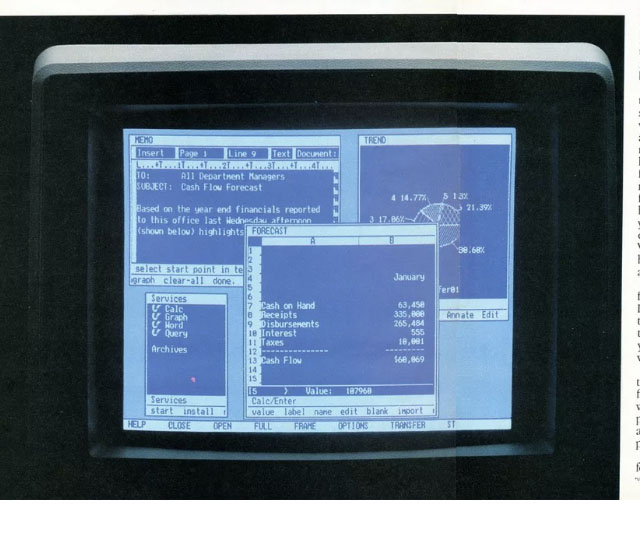 MEMO
Insert Page 1 Line 9 Text Document:
TO: All Department Managers
SUBJECT: Cash Flow Forecast
Based on the year end financials reported
to this office last Wednesday afternoon
(shown below) highlights
select start point in te
graph clear-all done.
TREND
4 14.77%
5 13%
21.39%
3 17.06%
30.60%
fer01
Annate Edit
FORECAST
A B
1
2
3
4 January
5
6
7 Cash on Hand 63,450
8 Receipts 335,000
9 Disbursements 265,484
10 Interest 555
11 Taxes 10,001
12 ---------------- -------
13 Cash Flow $60,069
14
15
Value: 107960
Calc/Enter
value label name edit blank import
Services
Calc
Graph
Word
Query
Archives
Services
start install
HELP CLOSE OPEN FULL FRAME OPTIONS TRANSFER ST